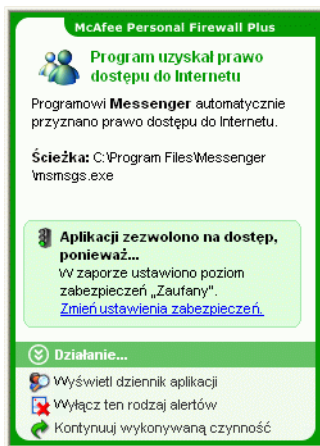 McAfee Personal Firewall Plus
Program uzyskał prawo
dostępu do Internetu
Programowi Messenger automatycznie
przyznano prawo dostępu do Internetu.
Ścieżka: C:\Program Files\Messenger
\msmsgs.exe
Aplikacji zezwolono na dostęp,
ponieważ...
W zaporze ustawiono poziom
zabezpieczeń „Zaufany”.
Zmień ustawienia zabezpieczeń.
Działanie...
Wyświetl dziennik aplikacji
Wyłącz ten rodzaj alertów
Kontynuuj wykonywaną czynność